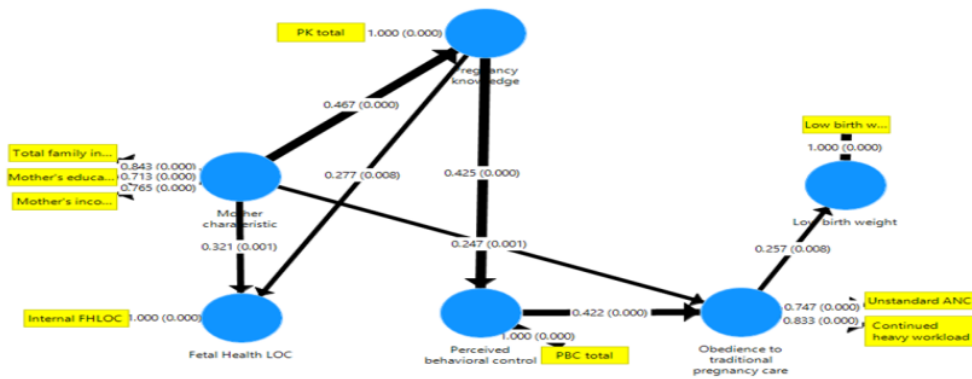 PK total
1.000 (0.000)
Pregnancy
knowledge
0.467 (0.000)
Low birth w...
1.000 (0.000)
Total family in...
0.843 (0.000)
Mother's educa...
0.713 (0.000)
Mother's inco...
0.765 (0.000)
0.277 (0.008)
0.425 (0.000)
Mother
characteristic
Low birth weight
0.321 (0.001)
0.247 (0.001)
0.257 (0.008)
Internal FHLOC
1.000 (0.000)
Fetal Health LOC
0.422 (0.000)
0.747 (0.000)
Unstandard ANC
0.833 (0.000)
Continued
heavy workload
1.000 (0.000)
Perceived
behavioral control
PBC total
Obedience to
traditional
pregnancy care